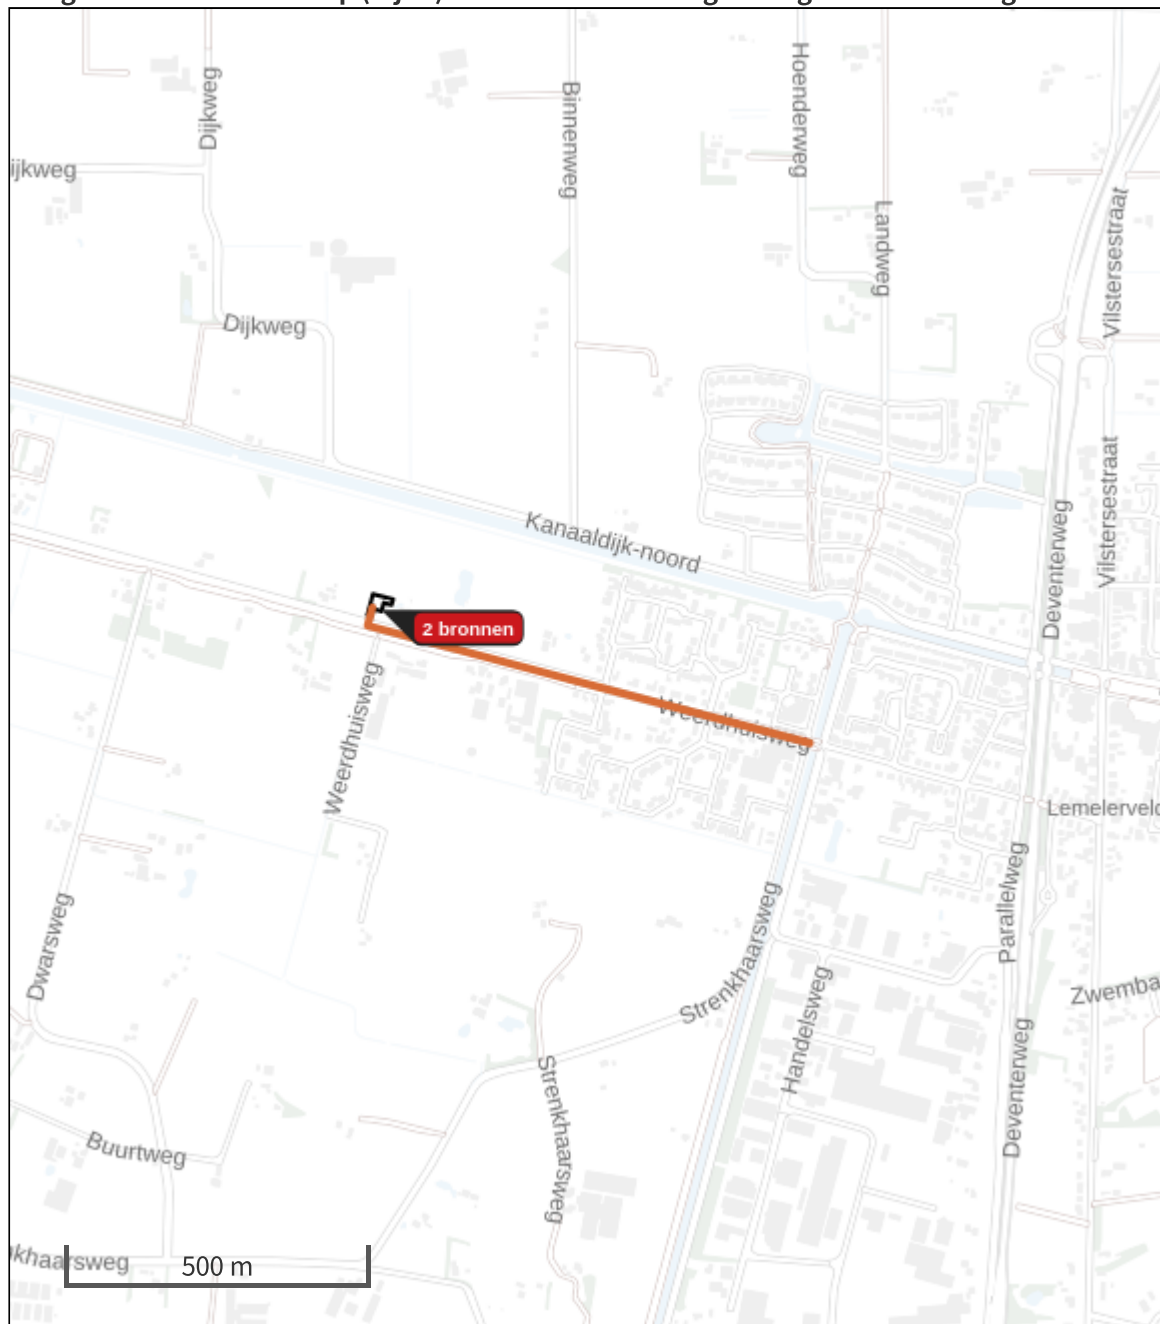 Hoenderweg
Dijkweg
Binnenweg
ijkweg
Landweg
Vilstersestraat
Dijkweg
Vilstersestraat
Deventerweg
Kanaaldijk-noord
2 bronnen
Weerdhuisweg
Weerdhuisweg
Lemelerveld
Parallelweg
Dwarsweg
Strenkhaarsweg
Handelsweg
Zwemba
Deventerweg
Strenkhaarsweg
Buurtweg
nkhaarsweg
500 m